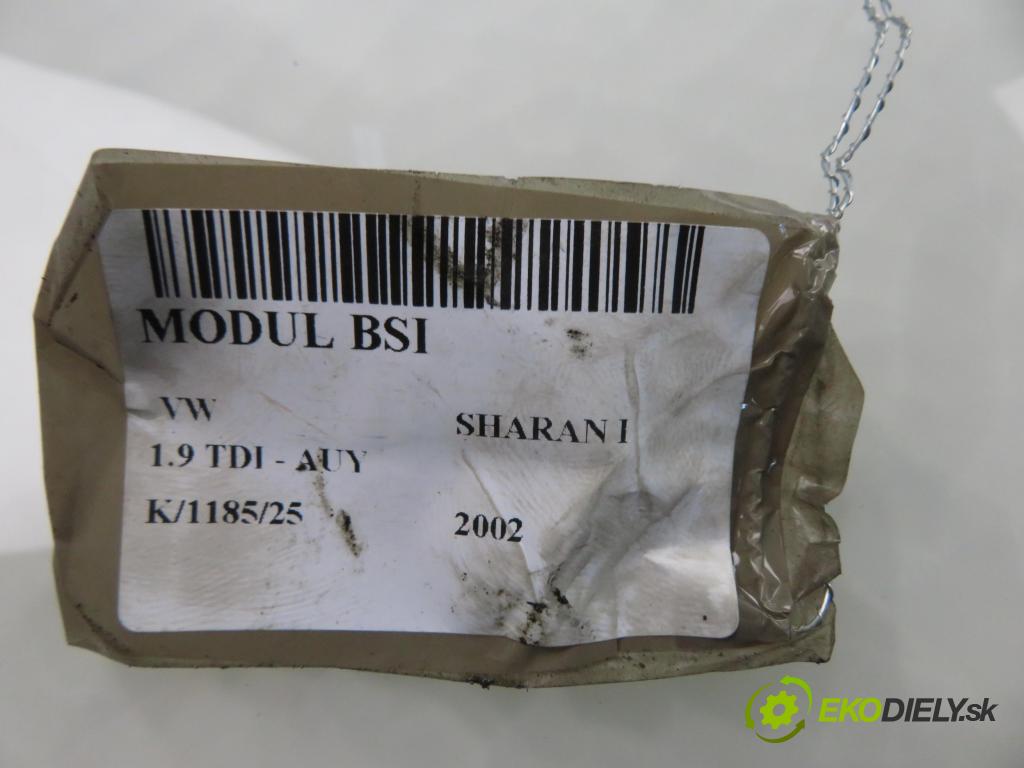 MODUL BSI
VW SHARAN I
1.9 TDI - AUY
K/1185/25 2002
EKODIELY.sk